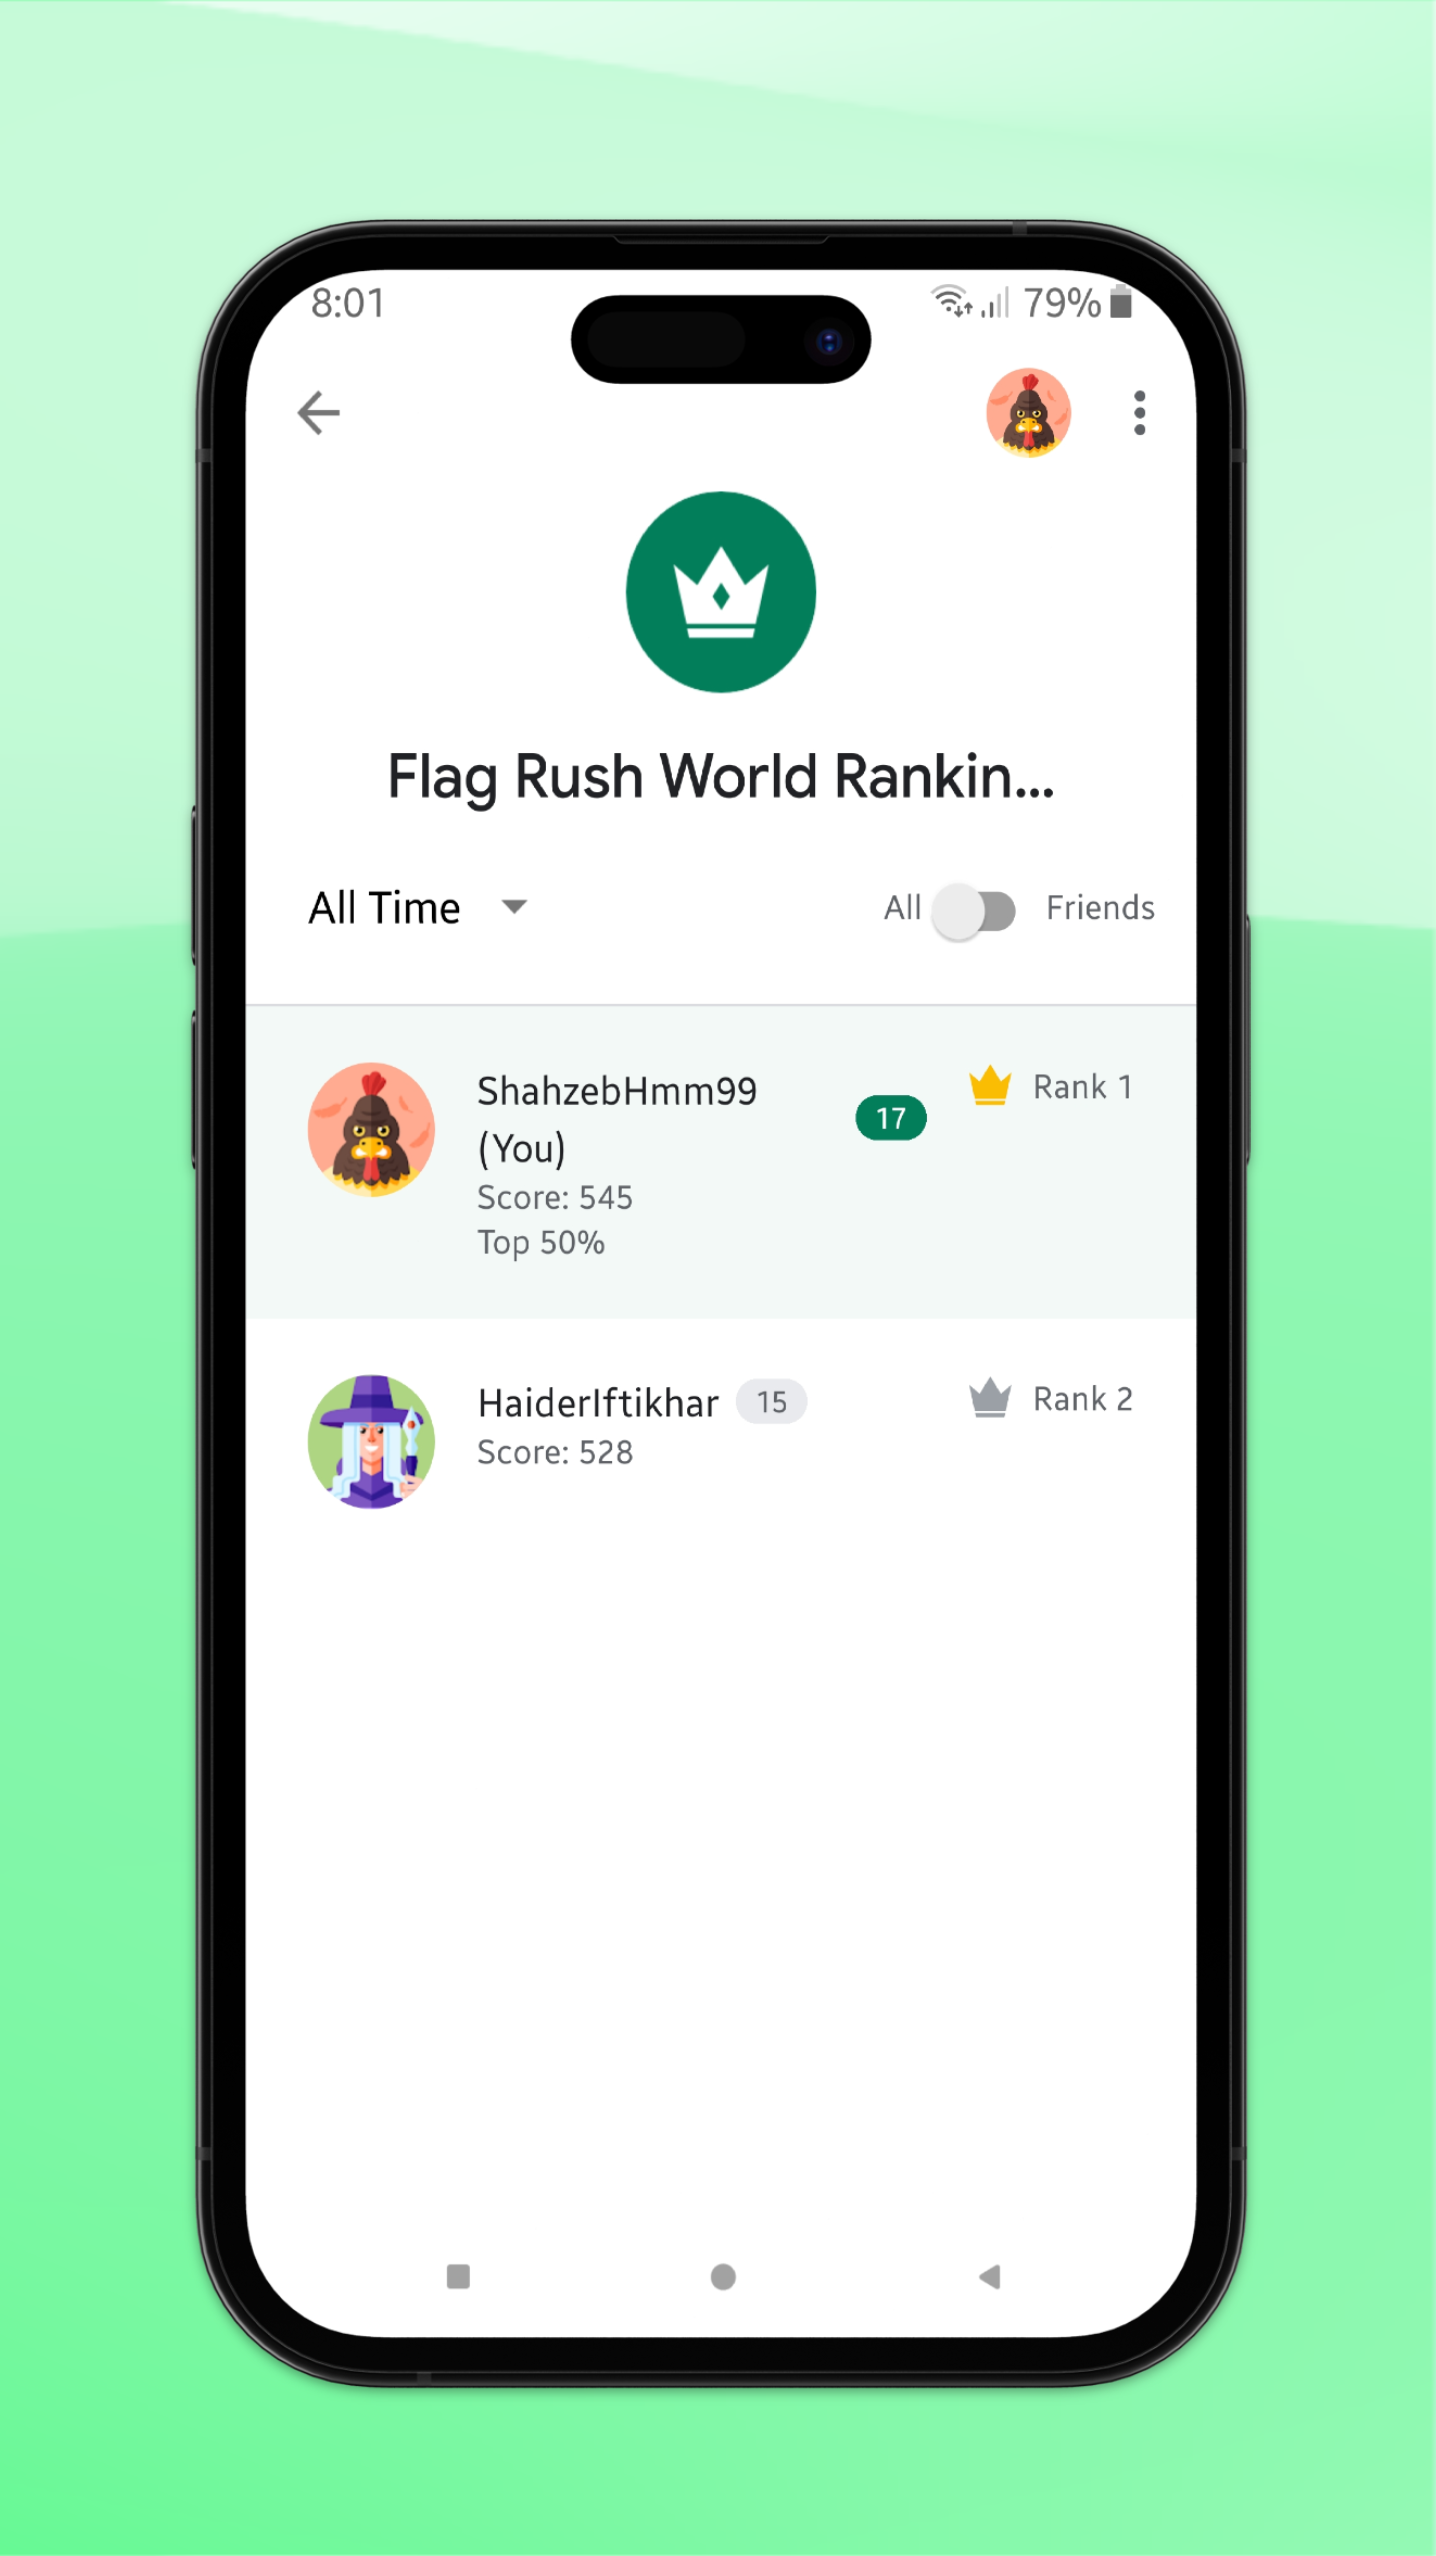 8:01
79%
Flag Rush World Rankin...
All Time
All
Friends
ShahzebHmm99
(You)
17
Rank 1
Score: 545
Top 50%
HaiderIftikhar
15
Rank 2
Score: 528